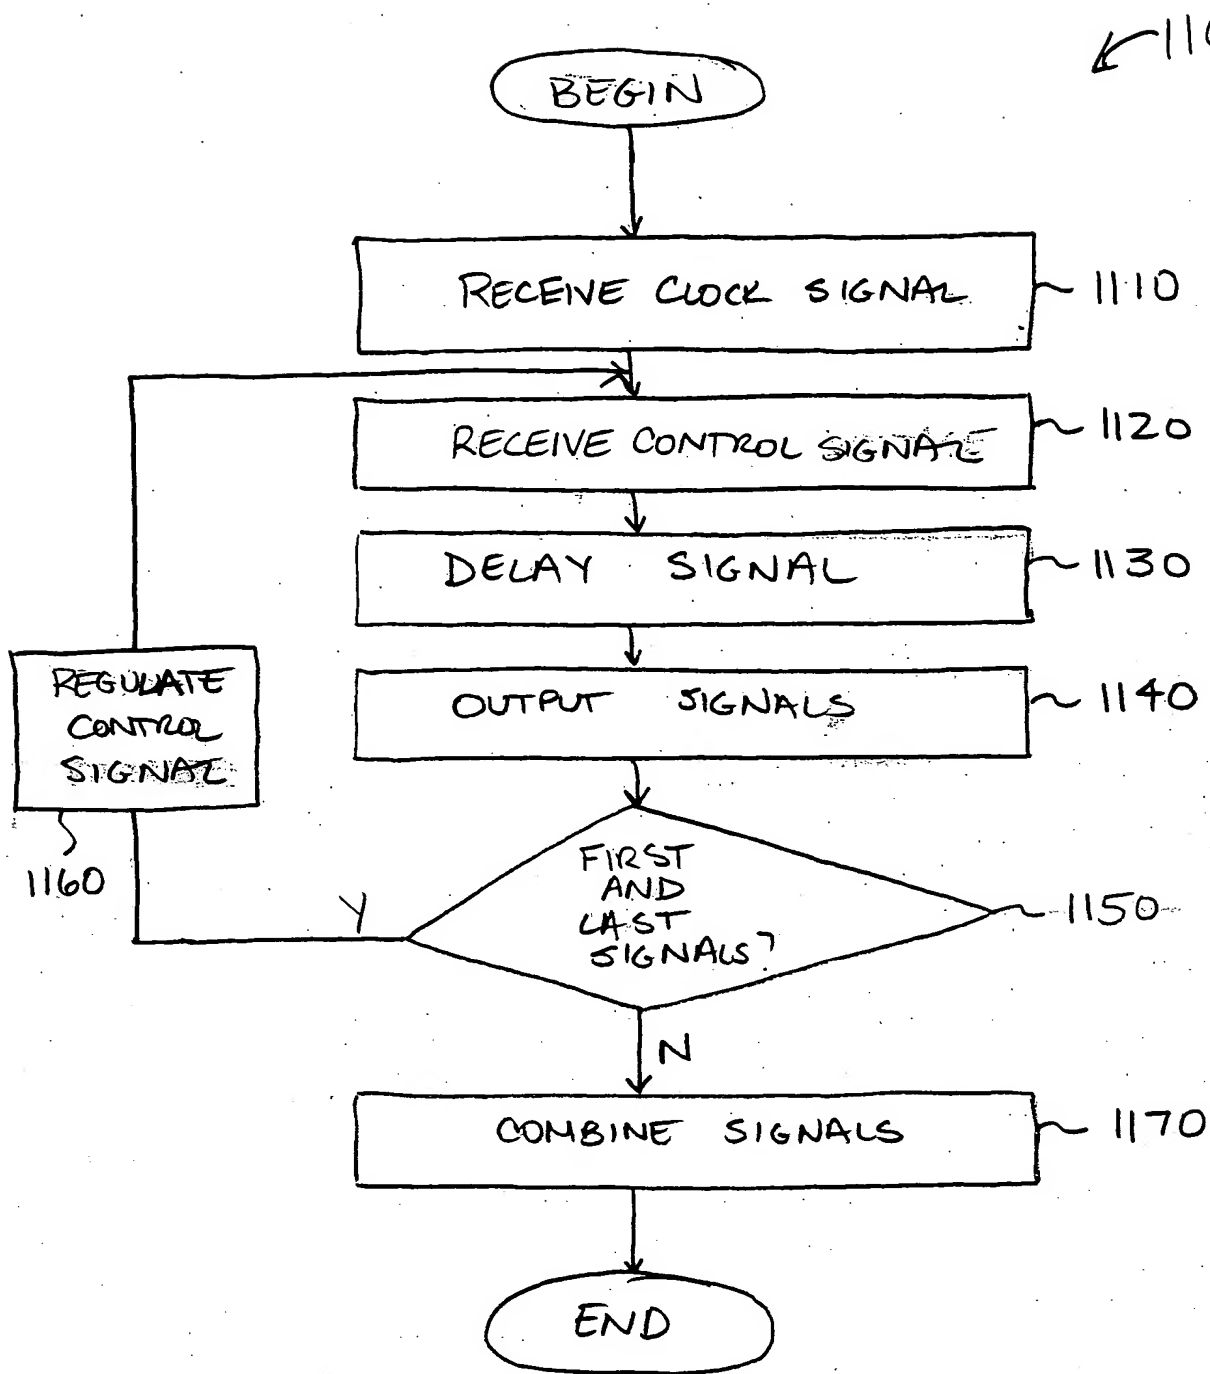 BEGIN
RECEIVE CLOCK SIGNAL
1110
RECEIVE CONTROL SIGNAL
1120
DELAY SIGNAL
1130
OUTPUT SIGNALS
1140
REGULATE
CONTROL
SIGNAL
1160
FIRST
AND
LAST
SIGNALS?
1150
Y
N
COMBINE SIGNALS
1170
END